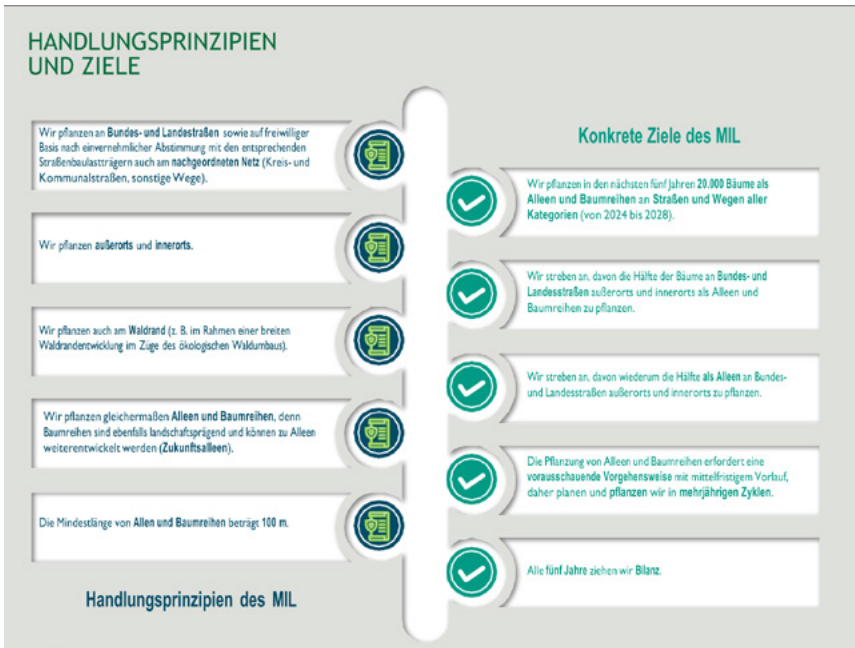 HANDLUNGSPRINZIPIEN
UND ZIELE
Wir pflanzen an Bundes- und Landestraßen sowie auf freiwilliger
Basis nach einvernehmlicher Abstimmung mit den entsprechenden
Straßenbaulastträgern auch am nachgeordneten Netz (Kreis- und
Kommunalstraßen, sonstige Wege).
Wir pflanzen außerorts und innerorts.
Wir pflanzen auch am Waldrand (z. B. im Rahmen einer breiten
Waldrandentwicklung im Züge des ökologischen Waldumbaus).
Wir pflanzen gleichermaßen Alleen und Baumreihen, denn
Baumreihen sind ebenfalls landschaftsprägend und können zu Alleen
weiterentwickelt werden (Zukunftsalleen).
Die Mindestlänge von Allen und Baumreihen beträgt 100 m.
Handlungsprinzipien des MIL
Konkrete Ziele des MIL
Wir pflanzen in den nächsten fünf Jahren 20.000 Bäume als
Alleen und Baumreihen an Straßen und Wegen aller
Kategorien (von 2024 bis 2028).
Wir streben an, davon die Hälfte der Bäume an Bundes- und
Landesstraßen außerorts und innerorts als Alleen und
Baumreihen zu pflanzen.
Wir streben an, davon wiederum die Hälfte als Alleen an Bundes-
und Landesstraßen außerorts und innerorts zu pflanzen.
Die Pflanzung von Alleen und Baumreihen erfordert eine
vorausschauende Vorgehensweise mit mittelfristigem Vorlauf,
daher planen und pflanzen wir in mehrjährigen Zyklen.
Alle fünf Jahre ziehen wir Bilanz.